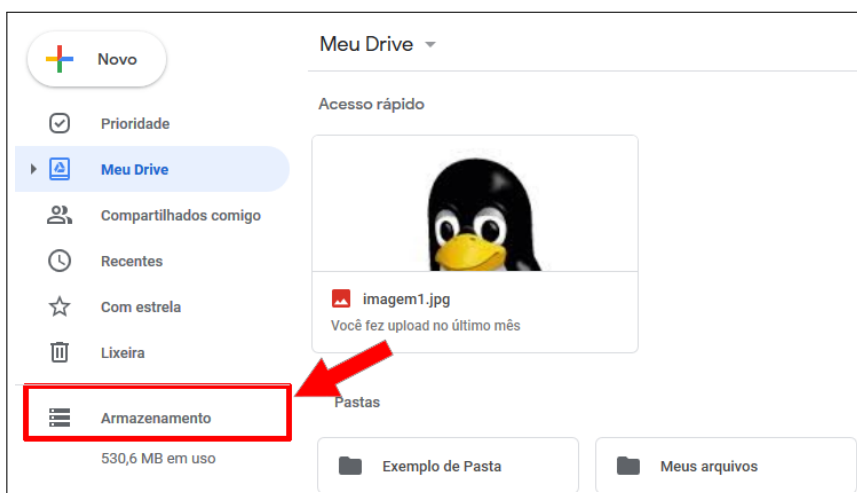 Novo
Prioridade
Meu Drive
Compartilhados comigo
Recentes
Com estrela
Lixeira
Armazenamento
530,6 MB em uso
Meu Drive
Acesso rápido
imagem1.jpg
Você fez upload no último mês
Pastas
Exemplo de Pasta
Meus arquivos